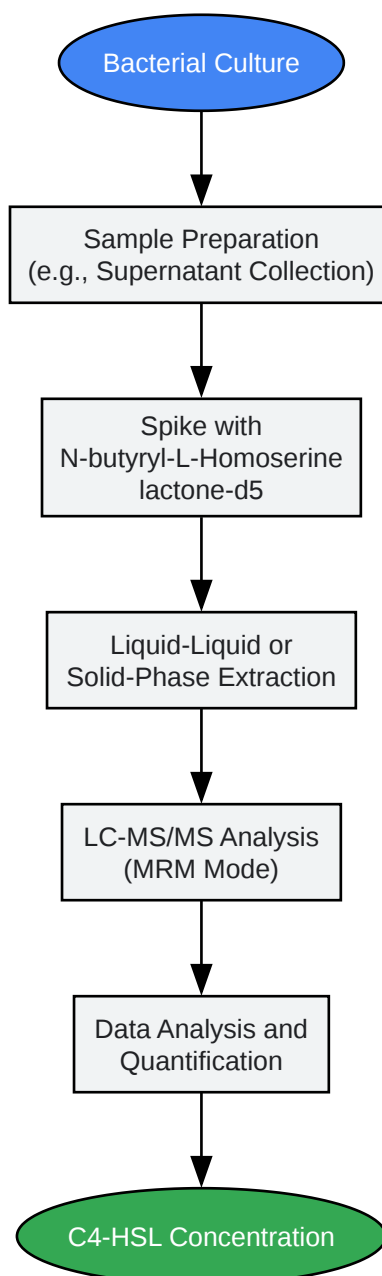 Bacterial Culture
Sample Preparation
(e.g., Supernatant Collection)
Spike with
N-butyryl-L-Homoserine
lactone-d5
Liquid-Liquid or
Solid-Phase Extraction
LC-MS/MS Analysis
(MRM Mode)
Data Analysis and
Quantification
C4-HSL Concentration